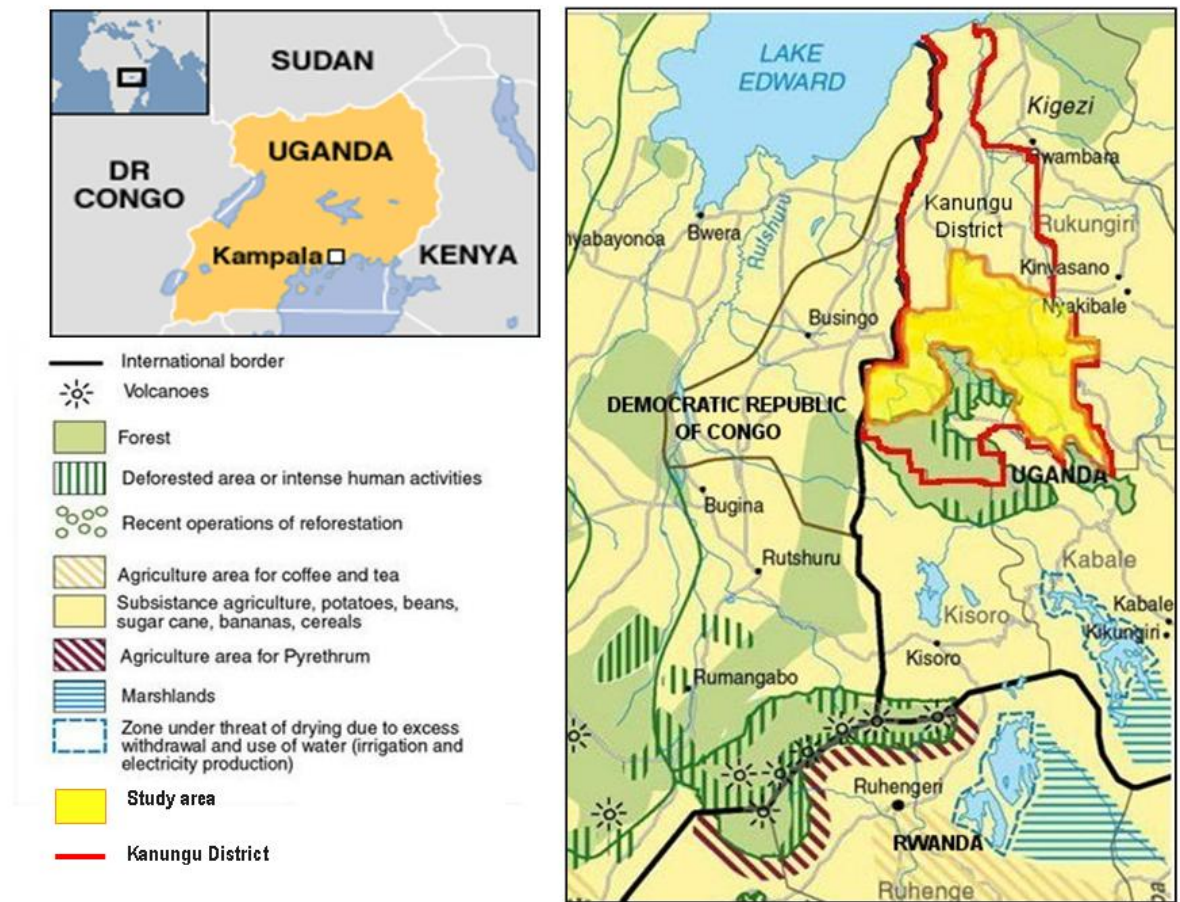 SUDAN
UGANDA
DR
CONGO
Kampala
KENYA
International border
Volcanoes
Forest
Deforested area or intense human activities
Recent operations of reforestation
Agriculture area for coffee and tea
Subsistance agriculture, potatoes, beans,
sugar cane, bananas, cereals
Agriculture area for Pyrethrum
Marshlands
Zone under threat of drying due to excess
withdrawal and use of water (irrigation and
electricity production)
Study area
Kanungu District
LAKE
EDWARD
Kigezi
Rwambara
Kanungu
District
Rukungiri
nyabayonoa
Bwera
Rutshuru
Kinyasano
Nyakibale
Busingo
DEMOCRATIC REPUBLIC
OF CONGO
UGANDA
Bugina
Rutshuru
Kabale
Kabale
Kisoro
Kikungiri
Kisoro
Rumangabo
Ruhengeri
RWANDA
Ruhenge